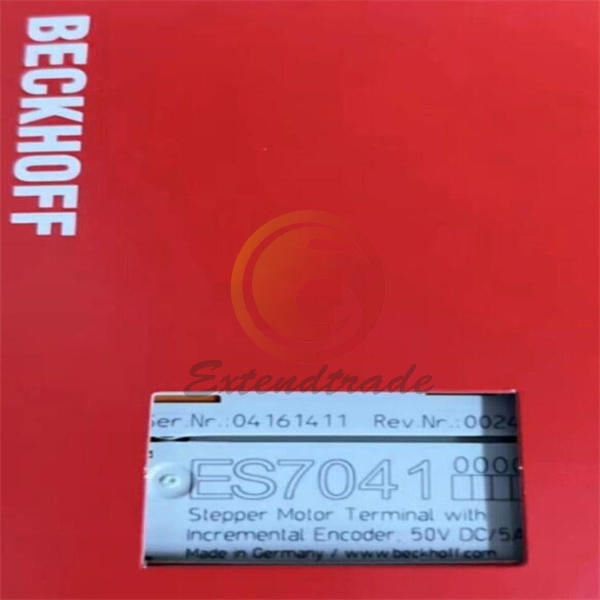 BECKHOFF
Extendtrade
Ser.Nr.:04161411 Rev.Nr.:0024
ES7041 0000
Stepper Motor Terminal with
Incremental Encoder, 50V DC/5A
Made in Germany / www.beckhoff.com